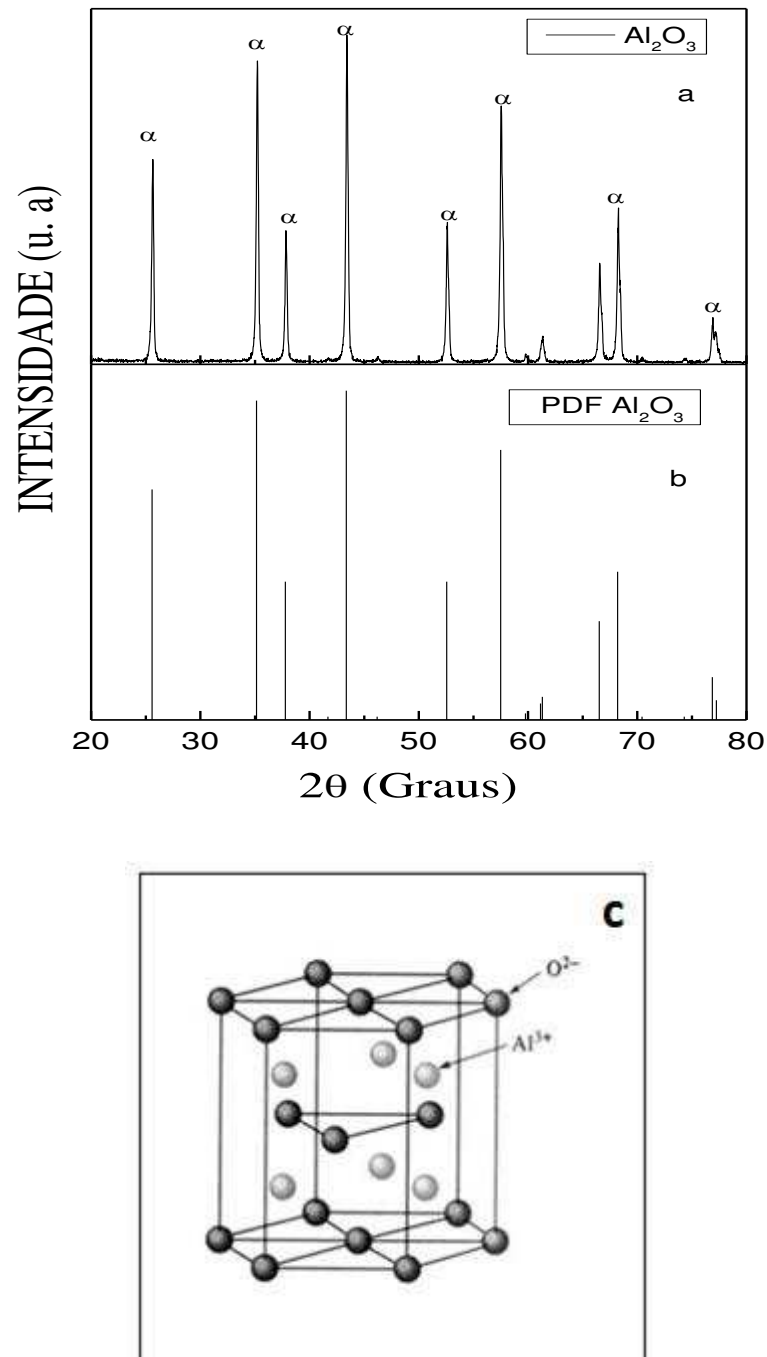 α α α α α α α α
Al₂O₃
a
INTENSIDADE (u. a)
PDF Al₂O₃
b
20 30 40 50 60 70 80
2θ (Graus)
c
O²⁻
Al³⁺